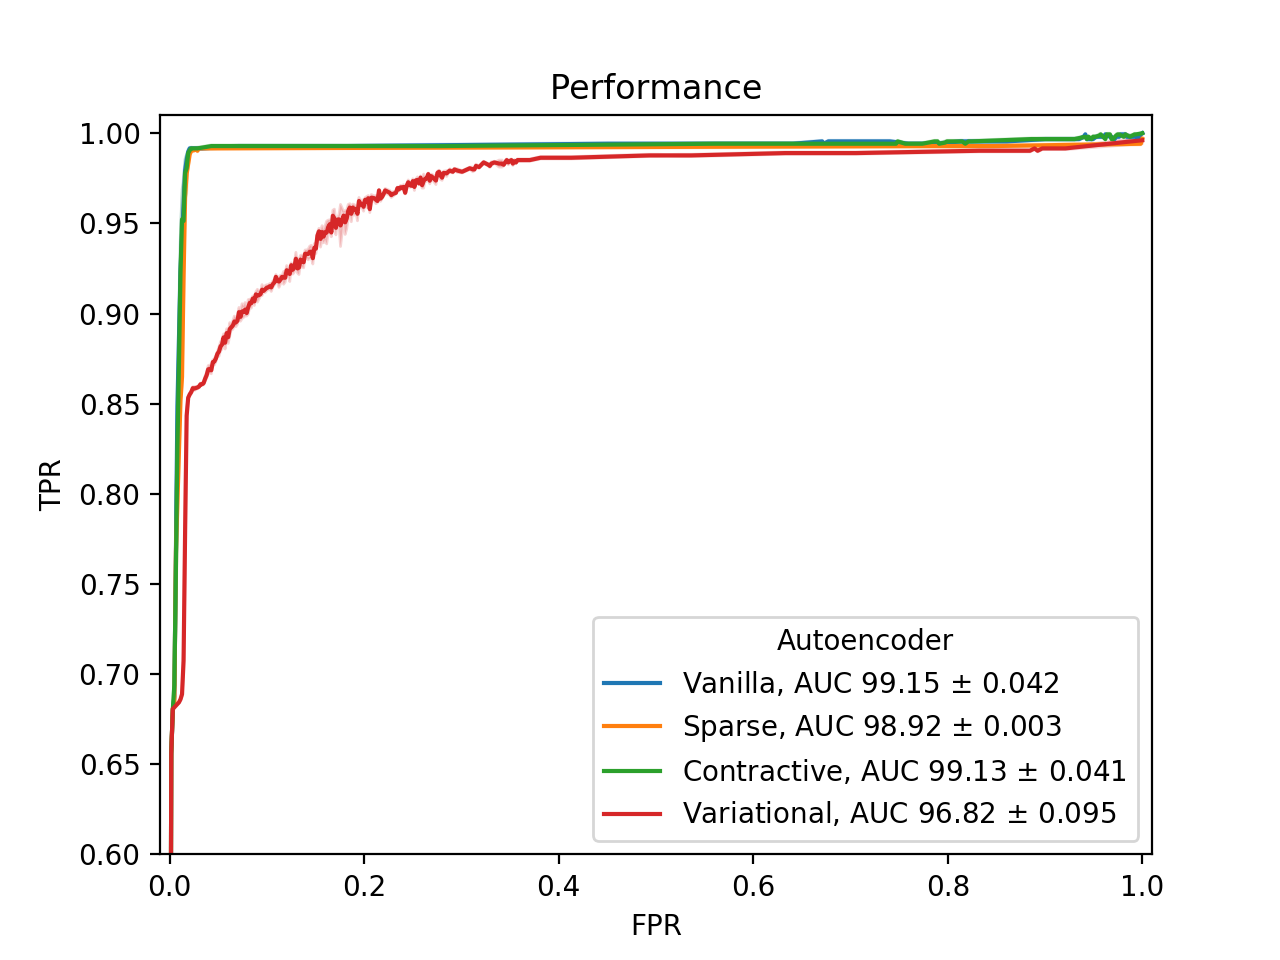 Performance
1.00
0.95
0.90
0.85
0.80
0.75
0.70
0.65
0.60
TPR
Autoencoder
Vanilla, AUC 99.15 ± 0.042
Sparse, AUC 98.92 ± 0.003
Contractive, AUC 99.13 ± 0.041
Variational, AUC 96.82 ± 0.095
0.0 0.2 0.4 0.6 0.8 1.0
FPR